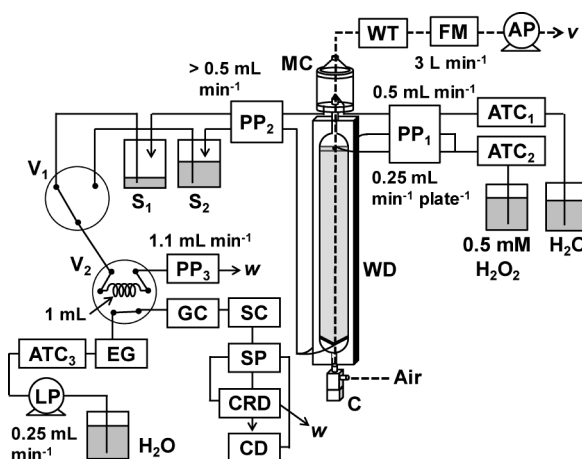 WT
FM
AP
v
MC
3 L min⁻¹
> 0.5 mL
min⁻¹
0.5 mL min⁻¹
PP₂
PP₁
ATC₁
ATC₂
V₁
S₁
S₂
0.25 mL
min⁻¹ plate⁻¹
0.5 mM
H₂O₂
H₂O
WD
1.1 mL min⁻¹
V₂
PP₃
w
1 mL
GC
SC
ATC₃
EG
SP
Air
LP
CRD
C
w
0.25 mL
min⁻¹
H₂O
CD